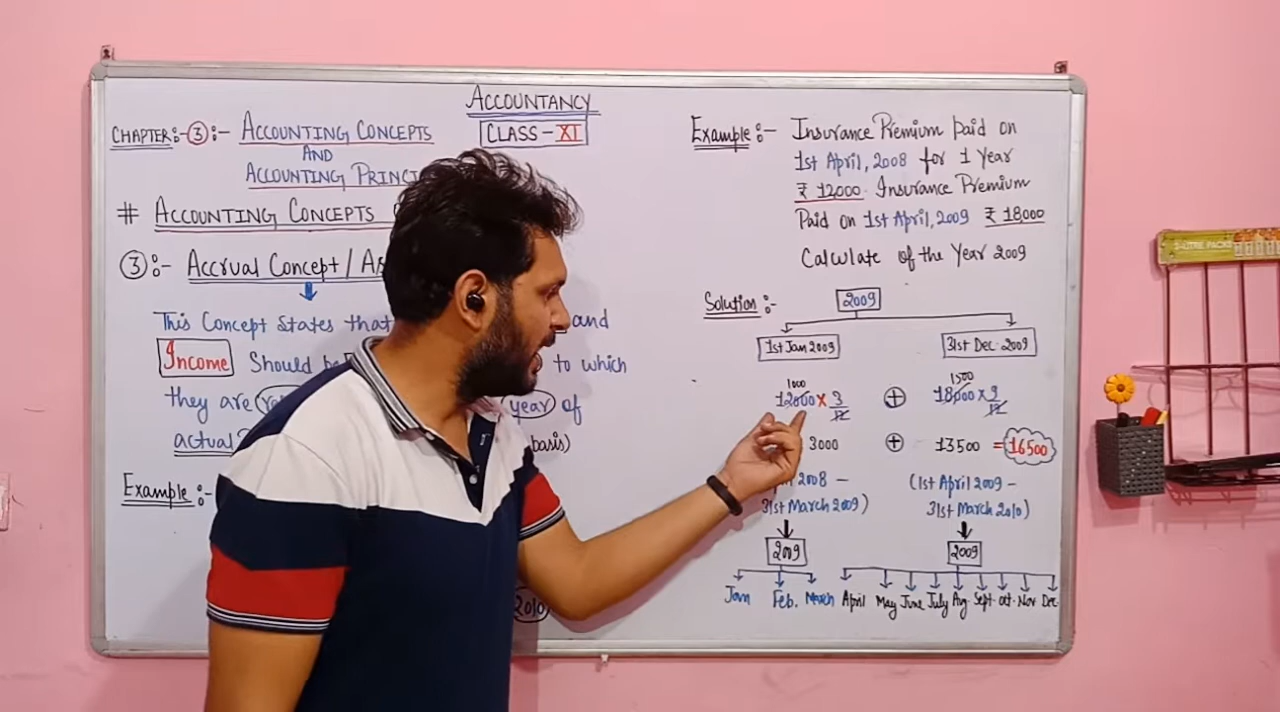 ACCOUNTANCY
CLASS - XI
CHAPTER:- 3 :- ACCOUNTING CONCEPTS
AND
ACCOUNTING
# ACCOUNTING CONCEPTS
3 :- Accrual Concept /
This Concept States that and
Income Should be to which
they are year of
basis)
Example :-
2010
Example :- Insurance Premium paid on
1st April, 2008 for 1 Year
₹ 12000. Insurance Premium
Paid on 1st April, 2009 ₹ 18000
Calculate of the Year 2009
Solution :- 2009
1st Jan 2009 31st Dec 2009
1000 1500
12000 × 3/12 + 18000 × 9/12
3000 + 13500 = 16500
2008 - (1st April 2009 -
31st March 2009) 31st March 2010)
2009 2009
Jan Feb. March April May June July Aug Sept Oct Nov Dec
2-LITRE PACKS